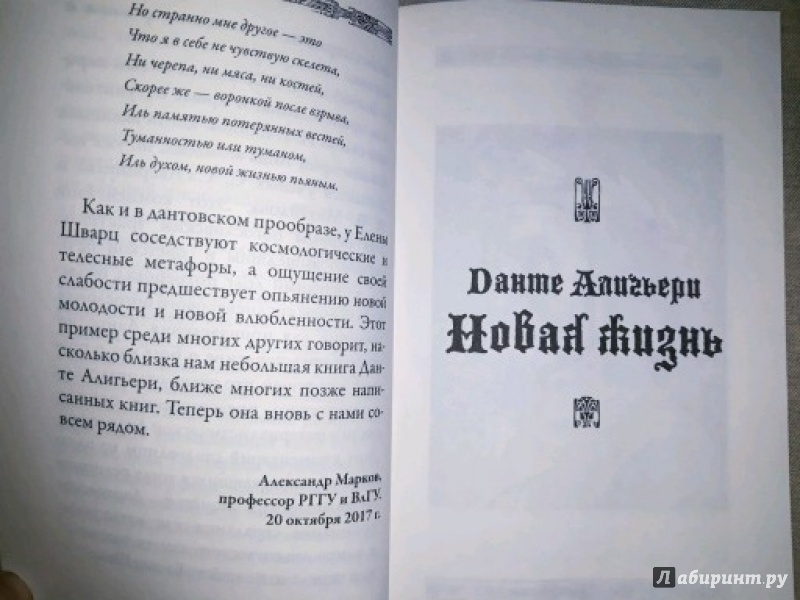 Но странно мне другое — это
Что я в себе не чувствую скелета,
Ни черепа, ни мяса, ни костей,
Скорее же — воронкой после взрыва,
Иль памятью потерянных вестей,
Туманностью или туманом,
Иль духом, новой жизнью пьяным.
Как и в дантовском прообразе, у Елены
Шварц соседствуют космологические и
телесные метафоры, а ощущение своей
слабости предшествует опьянению новой
молодости и новой влюбленности. Этот
пример среди многих других говорит, на-
сколько близка нам небольшая книга Дан-
те Алигьери, ближе многих позже напи-
санных книг. Теперь она вновь с нами со-
всем рядом.
Александр Марков,
профессор РГГУ и ВлГУ.
20 октября 2017 г.
Данте Алигьери
Новая жизнь
Лабиринт.ру